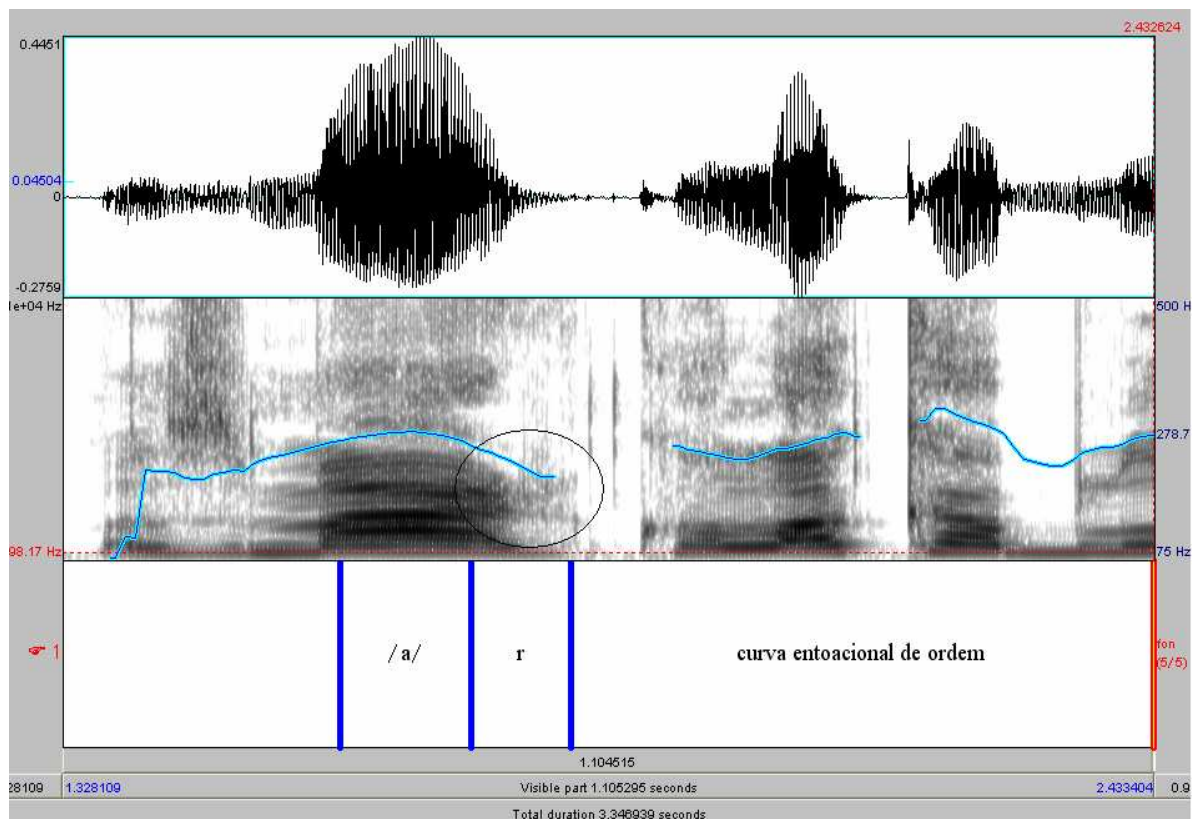 2.432624
0.4451
0.04504
0
-0.2759
1e+04 Hz
500 H
278.7
98.17 Hz
75 Hz
1
/a/
r
curva entoacional de ordem
fon
(5/5)
1.104515
28109
1.328109
Visible part 1.105295 seconds
2.433404
0.9
Total duration 3.346939 seconds